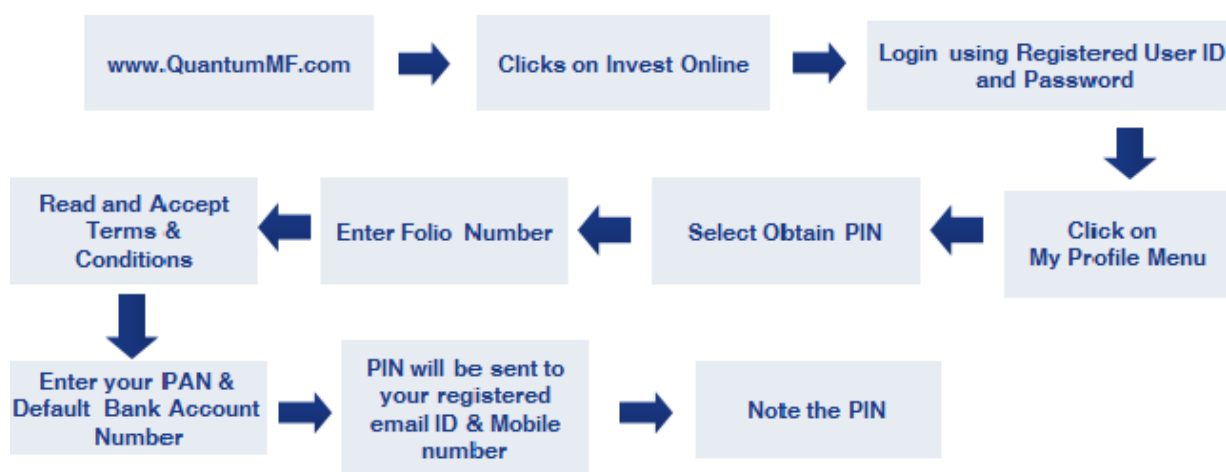 www.QuantumMF.com
Clicks on Invest Online
Login using Registered User ID
and Password
Click on
My Profile Menu
Select Obtain PIN
Enter Folio Number
Read and Accept
Terms &
Conditions
Enter your PAN &
Default Bank Account
Number
PIN will be sent to
your registered
email ID & Mobile
number
Note the PIN